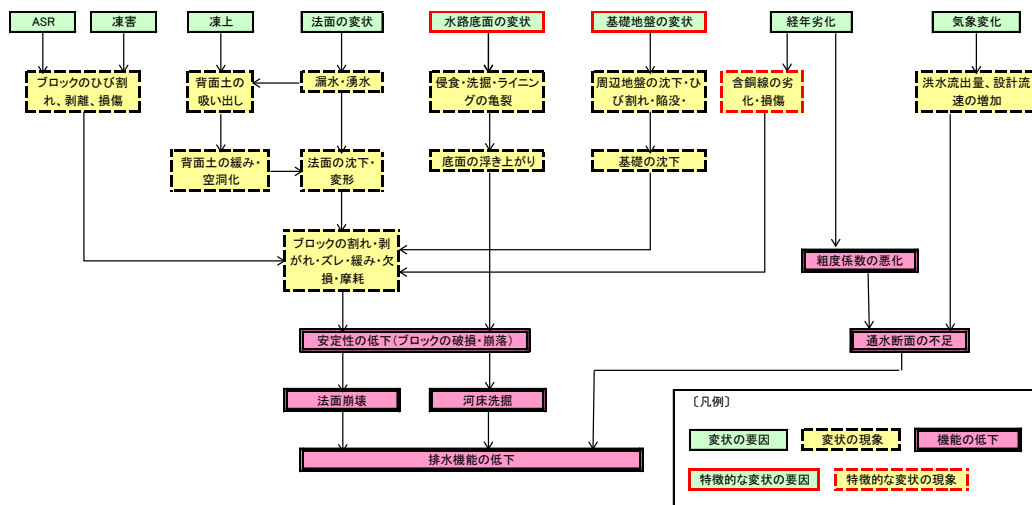 ASR
凍害
凍上
法面の変状
水路底面の変状
基礎地盤の変状
経年劣化
気象変化
ブロックのひび割
れ、剥離、損傷
背面土の
吸い出し
漏水・湧水
侵食・洗掘・ライニン
グの亀裂
周辺地盤の沈下・ひ
び割れ・陥没・
含銅線の劣
化・損傷
洪水流出量、設計流
速の増加
背面土の緩み・
空洞化
法面の沈下・
変形
底面の浮き上がり
基礎の沈下
ブロックの割れ・剥
がれ・ズレ・緩み・欠
損・摩耗
粗度係数の悪化
安定性の低下(ブロックの破損・崩落)
通水断面の不足
法面崩壊
河床洗掘
排水機能の低下
〔凡例〕
変状の要因
変状の現象
機能の低下
特徴的な変状の要因
特徴的な変状の現象